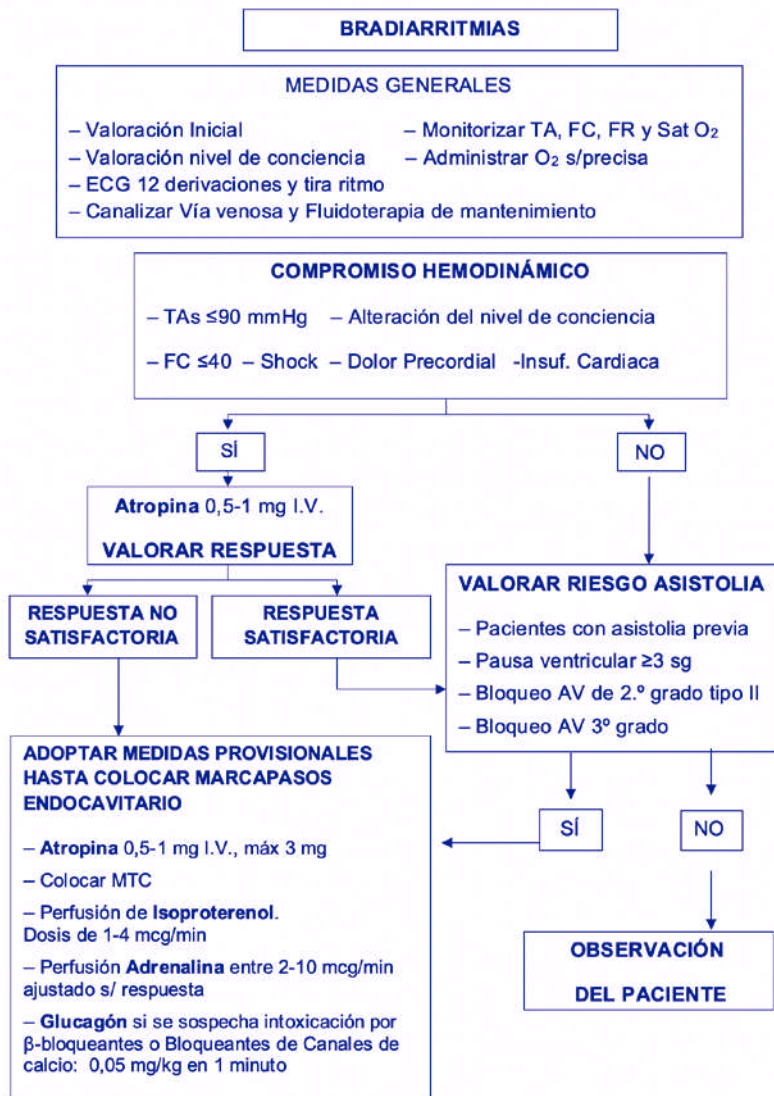 BRADIARRITMIAS
MEDIDAS GENERALES
– Valoración Inicial
– Monitorizar TA, FC, FR y Sat O₂
– Valoración nivel de conciencia
– Administrar O₂ s/precisa
– ECG 12 derivaciones y tira ritmo
– Canalizar Vía venosa y Fluidoterapia de mantenimiento
COMPROMISO HEMODINÁMICO
– TAs ≤90 mmHg – Alteración del nivel de conciencia
– FC ≤40 – Shock – Dolor Precordial -Insuf. Cardiaca
SÍ
NO
Atropina 0,5-1 mg I.V.
VALORAR RESPUESTA
RESPUESTA NO
SATISFACTORIA
RESPUESTA
SATISFACTORIA
VALORAR RIESGO ASISTOLIA
– Pacientes con asistolia previa
– Pausa ventricular ≥3 sg
– Bloqueo AV de 2.º grado tipo II
– Bloqueo AV 3º grado
SÍ
NO
ADOPTAR MEDIDAS PROVISIONALES
HASTA COLOCAR MARCAPASOS
ENDOCAVITARIO
– Atropina 0,5-1 mg I.V., máx 3 mg
– Colocar MTC
– Perfusión de Isoproterenol.
Dosis de 1-4 mcg/min
– Perfusión Adrenalina entre 2-10 mcg/min
ajustado s/ respuesta
– Glucagón si se sospecha intoxicación por
β-bloqueantes o Bloqueantes de Canales de
calcio: 0,05 mg/kg en 1 minuto
OBSERVACIÓN
DEL PACIENTE